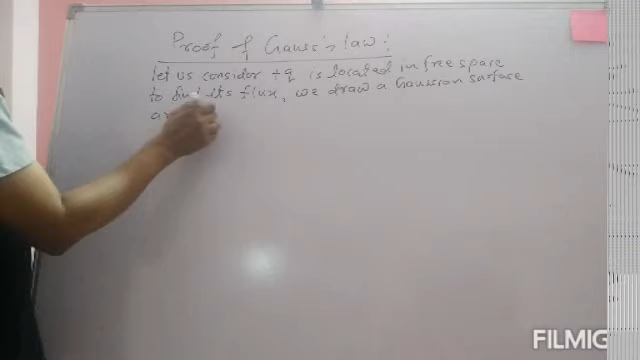 Proof of Gauss's law:
let us consider +q is located in free space
to find its flux, we draw a Gaussian surface
ar
FILMIG